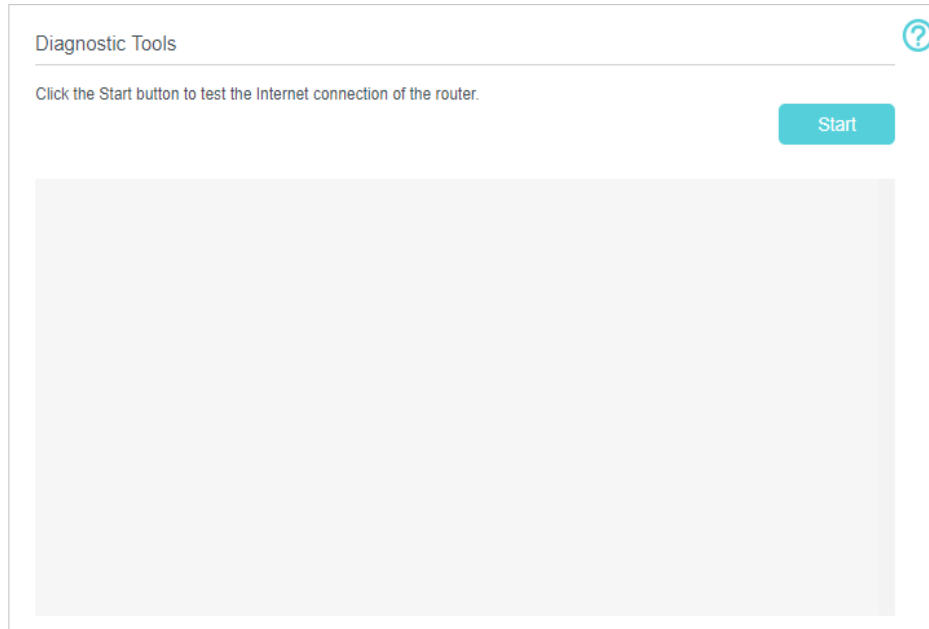 Diagnostic Tools
?
Click the Start button to test the Internet connection of the router.
Start